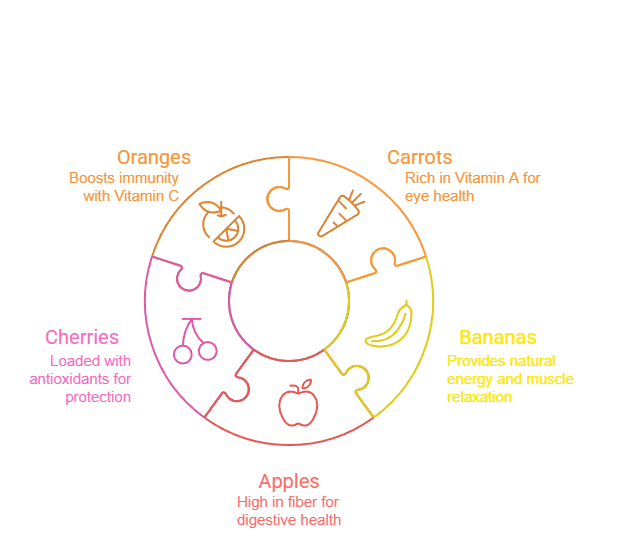 Oranges
Boosts immunity
with Vitamin C
Carrots
Rich in Vitamin A for
eye health
Cherries
Loaded with
antioxidants for
protection
Bananas
Provides natural
energy and muscle
relaxation
Apples
High in fiber for
digestive health